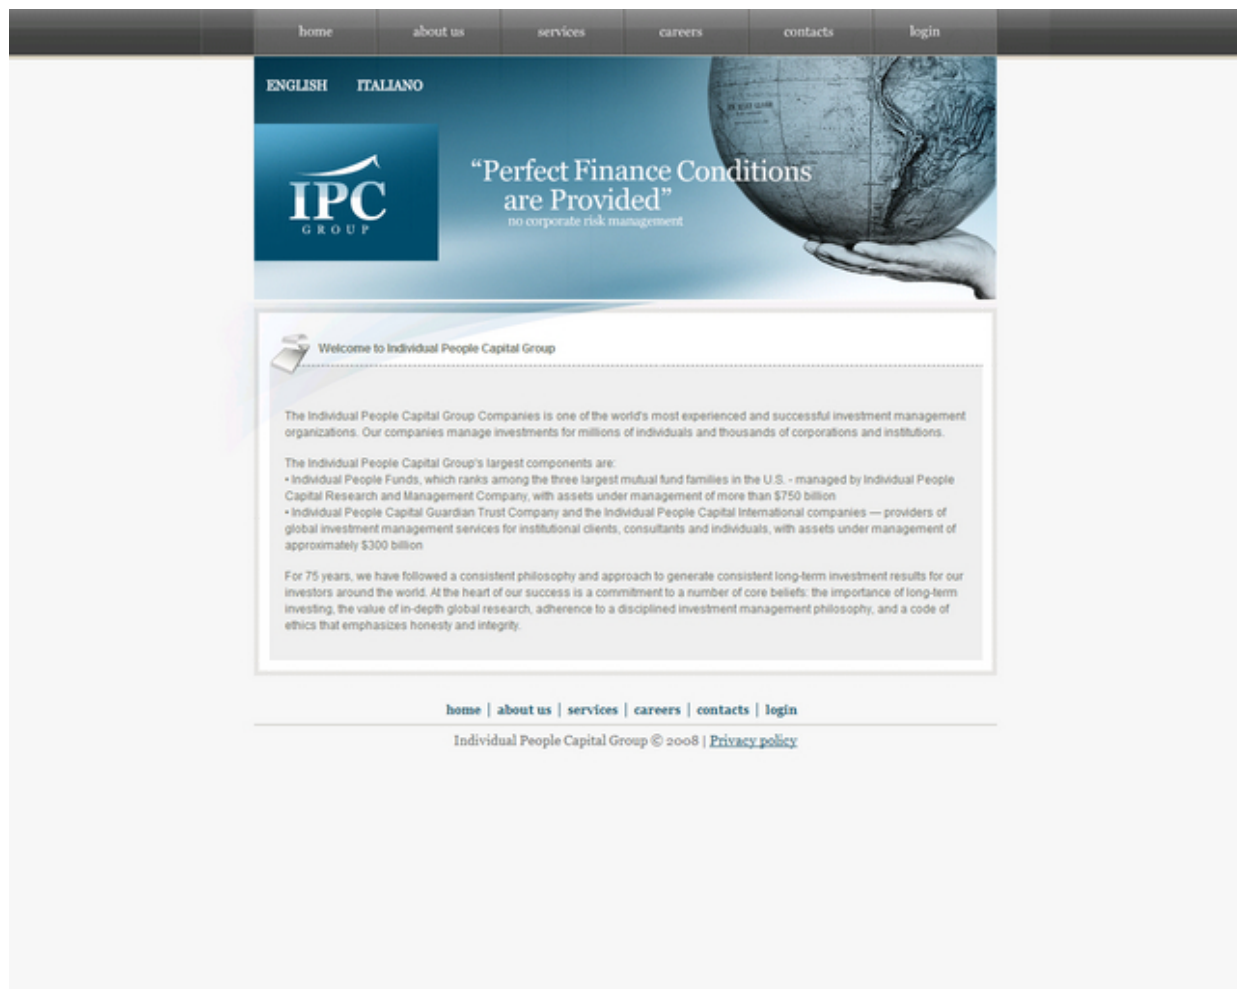 home about us services careers contacts login
ENGLISH ITALIANO
IPC
GROUP
“Perfect Finance Conditions
are Provided”
no corporate risk management
Welcome to Individual People Capital Group
The Individual People Capital Group Companies is one of the world's most experienced and successful investment management
organizations. Our companies manage investments for millions of individuals and thousands of corporations and institutions.
The Individual People Capital Group's largest components are:
• Individual People Funds, which ranks among the three largest mutual fund families in the U.S. - managed by Individual People
Capital Research and Management Company, with assets under management of more than $750 billion
• Individual People Capital Guardian Trust Company and the Individual People Capital International companies — providers of
global investment management services for institutional clients, consultants and individuals, with assets under management of
approximately $300 billion
For 75 years, we have followed a consistent philosophy and approach to generate consistent long-term investment results for our
investors around the world. At the heart of our success is a commitment to a number of core beliefs: the importance of long-term
investing, the value of in-depth global research, adherence to a disciplined investment management philosophy, and a code of
ethics that emphasizes honesty and integrity.
home | about us | services | careers | contacts | login
Individual People Capital Group © 2008 | Privacy policy